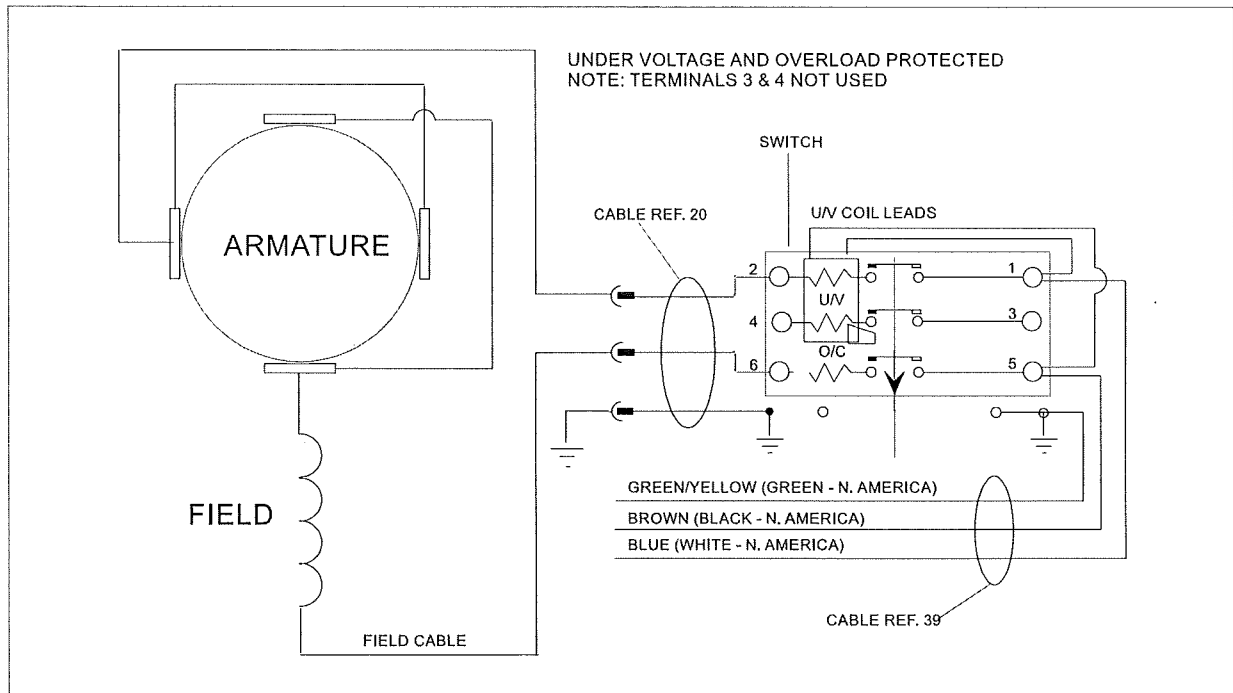 UNDER VOLTAGE AND OVERLOAD PROTECTED
NOTE: TERMINALS 3 & 4 NOT USED
SWITCH
CABLE REF. 20
U/V COIL LEADS
ARMATURE
2
1
U/V
4
3
O/C
6
5
GREEN/YELLOW (GREEN - N. AMERICA)
FIELD
BROWN (BLACK - N. AMERICA)
BLUE (WHITE - N. AMERICA)
CABLE REF. 39
FIELD CABLE